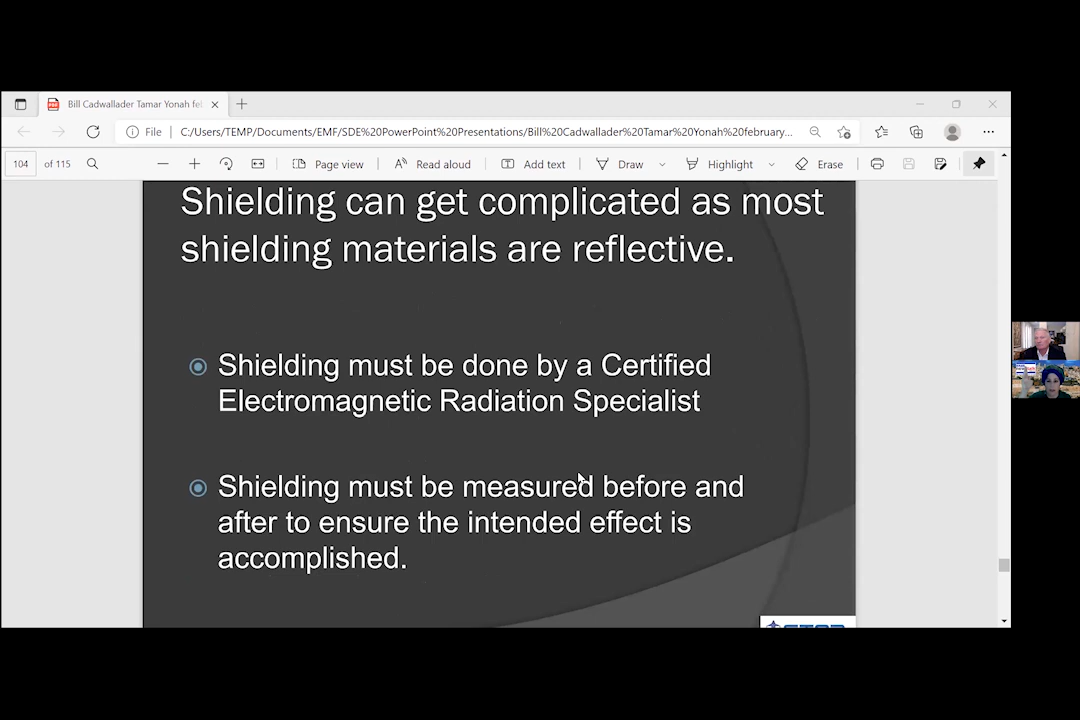 Bill Cadwallader Tamar Yonah fe
File
C:/Users/TEMP/Documents/EMF/SDE%20PowerPoint%20Presentations/Bill%20Cadwallader%20Tamar%20Yonah%20february...
104 of 115
Page view
Read aloud
Add text
Draw
Highlight
Erase
Shielding can get complicated as most
shielding materials are reflective.
Shielding must be done by a Certified
Electromagnetic Radiation Specialist
Shielding must be measured before and
after to ensure the intended effect is
accomplished.